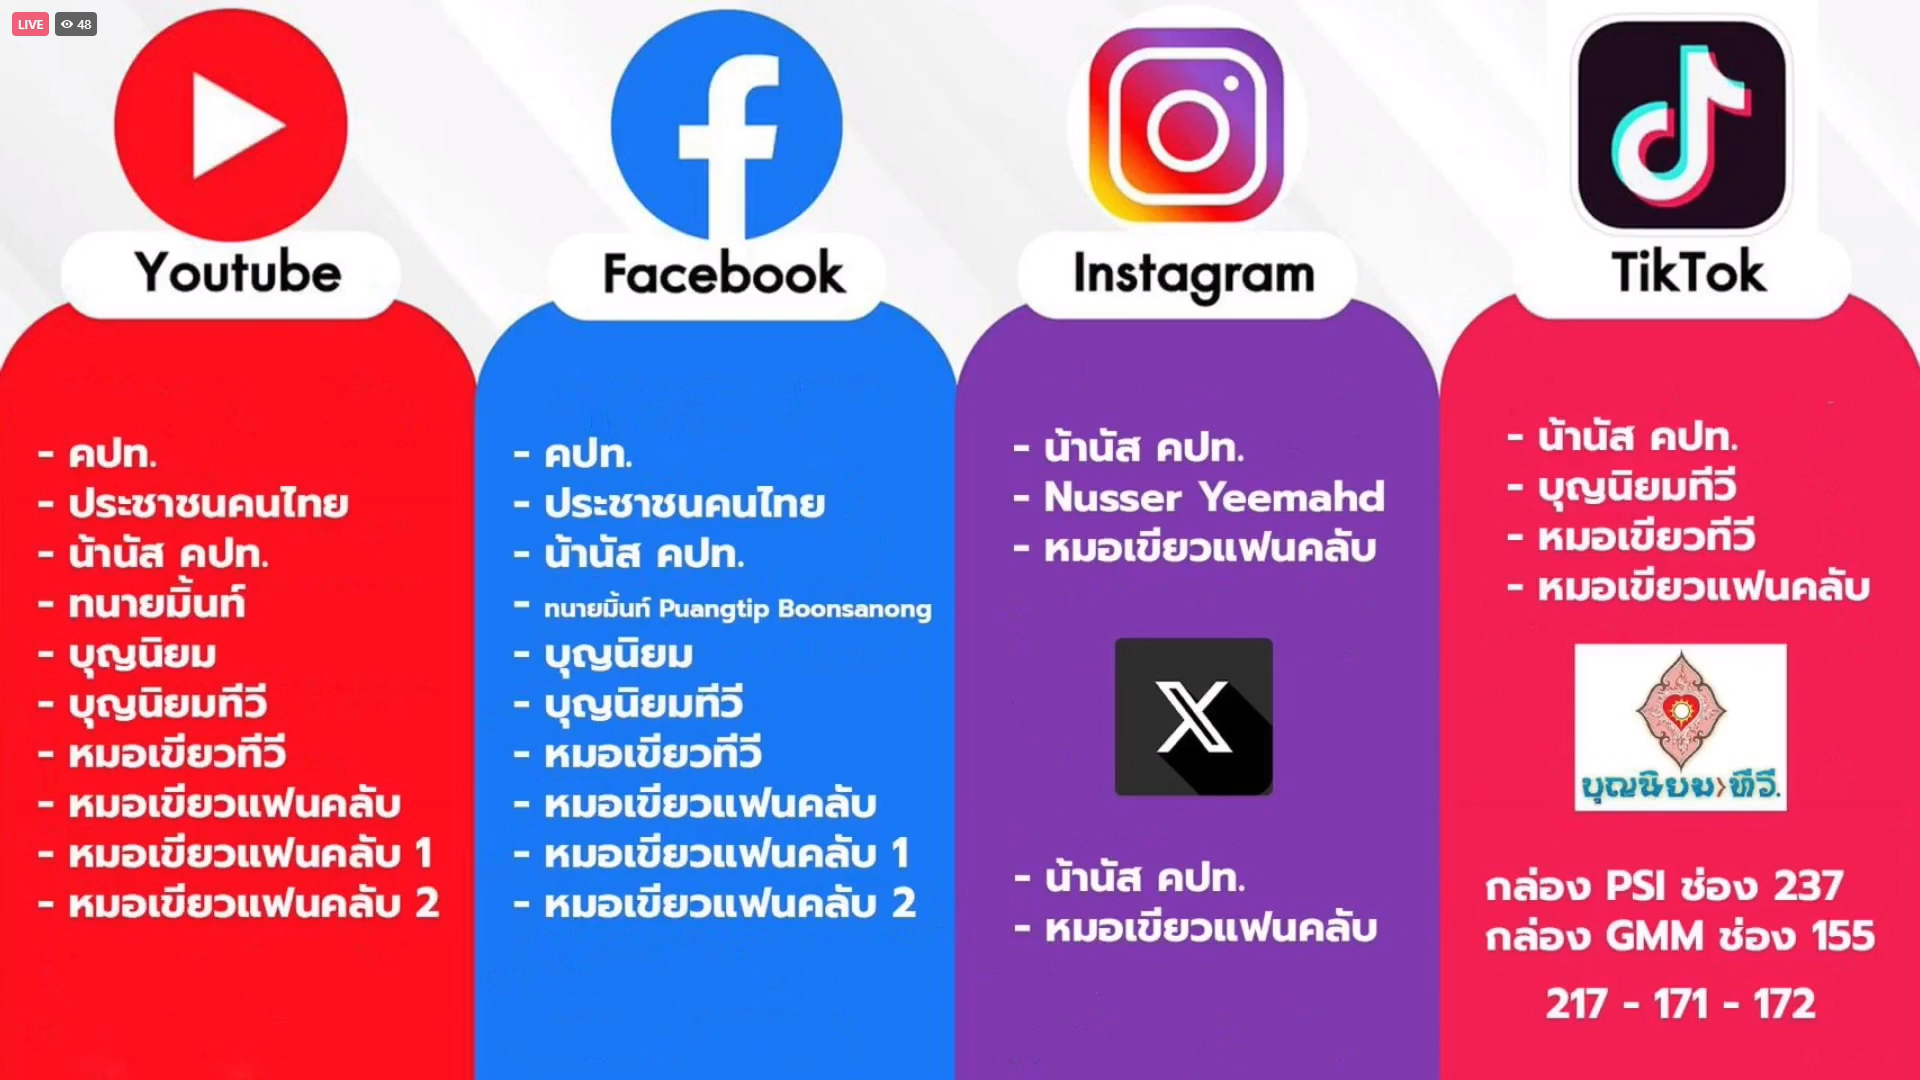 LIVE 48
Youtube
- คปท.
- ประชาชนคนไทย
- น้านัส คปท.
- ทนายมิ้นท์
- บุญนิยม
- บุญนิยมทีวี
- หมอเขียวทีวี
- หมอเขียวแฟนคลับ
- หมอเขียวแฟนคลับ 1
- หมอเขียวแฟนคลับ 2
Facebook
- คปท.
- ประชาชนคนไทย
- น้านัส คปท.
- ทนายมิ้นท์ Puangtip Boonsanong
- บุญนิยม
- บุญนิยมทีวี
- หมอเขียวทีวี
- หมอเขียวแฟนคลับ
- หมอเขียวแฟนคลับ 1
- หมอเขียวแฟนคลับ 2
Instagram
- น้านัส คปท.
- Nusser Yeemahd
- หมอเขียวแฟนคลับ
X
- น้านัส คปท.
- หมอเขียวแฟนคลับ
TikTok
- น้านัส คปท.
- บุญนิยมทีวี
- หมอเขียวทีวี
- หมอเขียวแฟนคลับ
บุญนิยม>ทีวี.
กล่อง PSI ช่อง 237
กล่อง GMM ช่อง 155
217 - 171 - 172